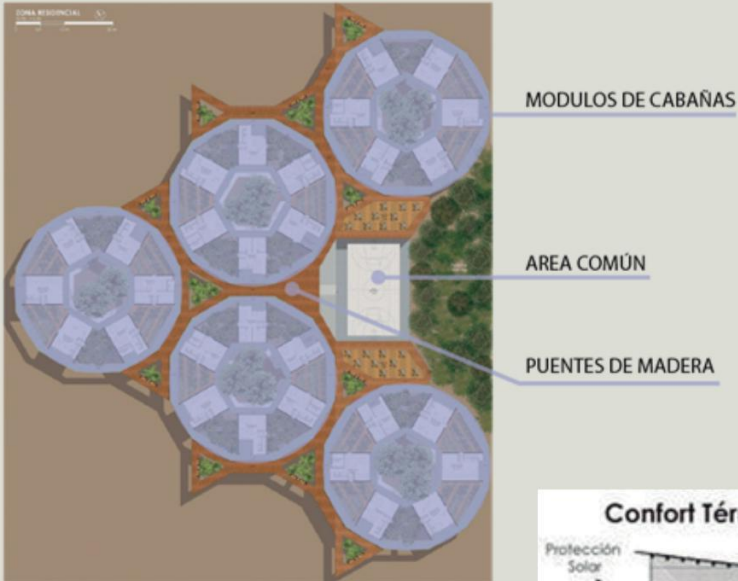 ZONA RESIDENCIAL
MODULOS DE CABAÑAS
AREA COMÚN
PUENTES DE MADERA
Confort Tér
Protección
Solar